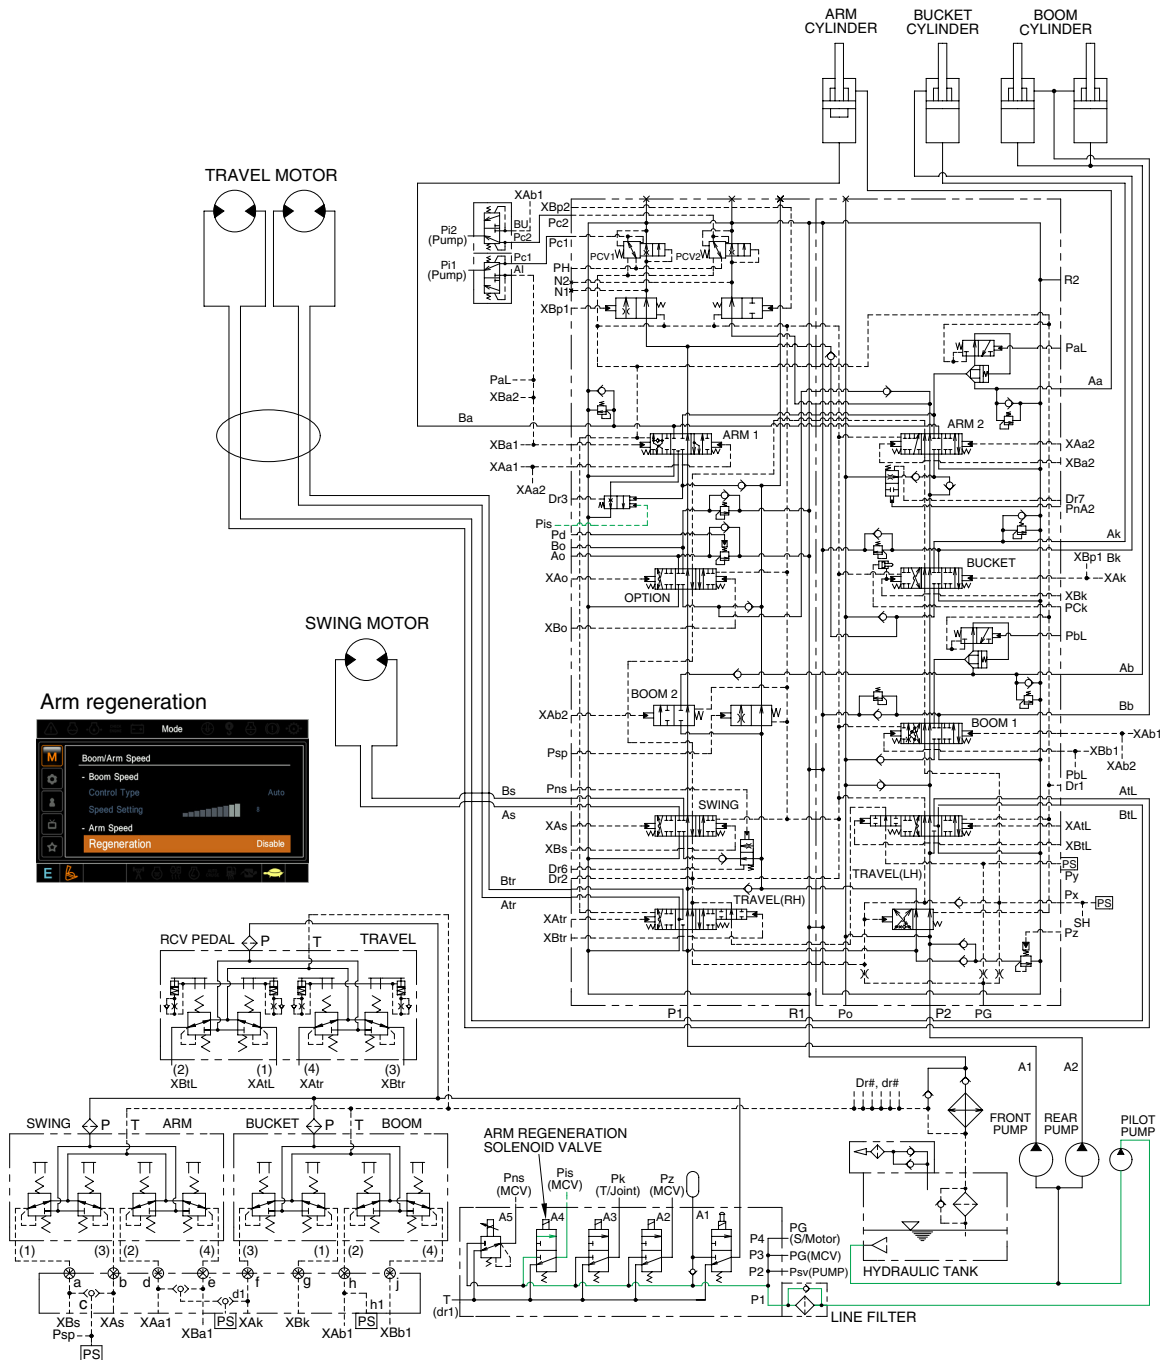 ARM
CYLINDER
BUCKET
CYLINDER
BOOM
CYLINDER
TRAVEL MOTOR
XAb1
XBp2
Pi2
(Pump)
BU
Pc2
Pc2
Pc1
Pi1
(Pump)
Pc1
AI
PCV1
PCV2
PH
N2
N1
R2
XBp1
PaL
PaL
XBa2
Aa
Ba
ARM 1
ARM 2
XBa1
XAa2
XAa1
XBa2
XAa2
Dr3
Dr7
PnA2
Pis
Pd
Bo
Ao
Ak
XBp1
Bk
XAo
BUCKET
XAk
OPTION
XBk
PCk
XBo
PbL
SWING MOTOR
Ab
Arm regeneration
BOOM 2
XAb2
Bb
BOOM 1
XAb1
XBb1
XAb2
Psp
PbL
Dr1
Mode
M
Boom/Arm Speed
- Boom Speed
Control Type
Auto
Speed Setting
8
- Arm Speed
Regeneration
Disable
E
Pns
Bs
As
SWING
AtL
BtL
XAs
XAtL
XBs
XBtL
Dr6
Dr2
PS
Py
TRAVEL(LH)
Btr
Atr
TRAVEL(RH)
Px
PS
XAtr
SH
XBtr
Pz
RCV PEDAL
P
T
TRAVEL
P1
R1
Po
P2
PG
(2)
XBtL
(1)
XAtL
(4)
XAtr
(3)
XBtr
A1
A2
Dr#, dr#
FRONT
PUMP
REAR
PUMP
PILOT
PUMP
SWING
P
T
ARM
BUCKET
P
T
BOOM
ARM REGENERATION
SOLENOID VALVE
Pns
(MCV)
Pis
(MCV)
Pk
(T/Joint)
Pz
(MCV)
A5
A4
A3
A2
A1
PG
P4
(S/Motor)
P3
PG(MCV)
P2
Psv(PUMP)
P1
T
(dr1)
LINE FILTER
HYDRAULIC TANK
(1)
(3)
(2)
(4)
(3)
(1)
(2)
(4)
a
b
d
e
f
g
h
j
c
d1
h1
PS
PS
XBs
XAs
XAa1
XBa1
XAk
XBk
XAb1
XBb1
Psp
PS